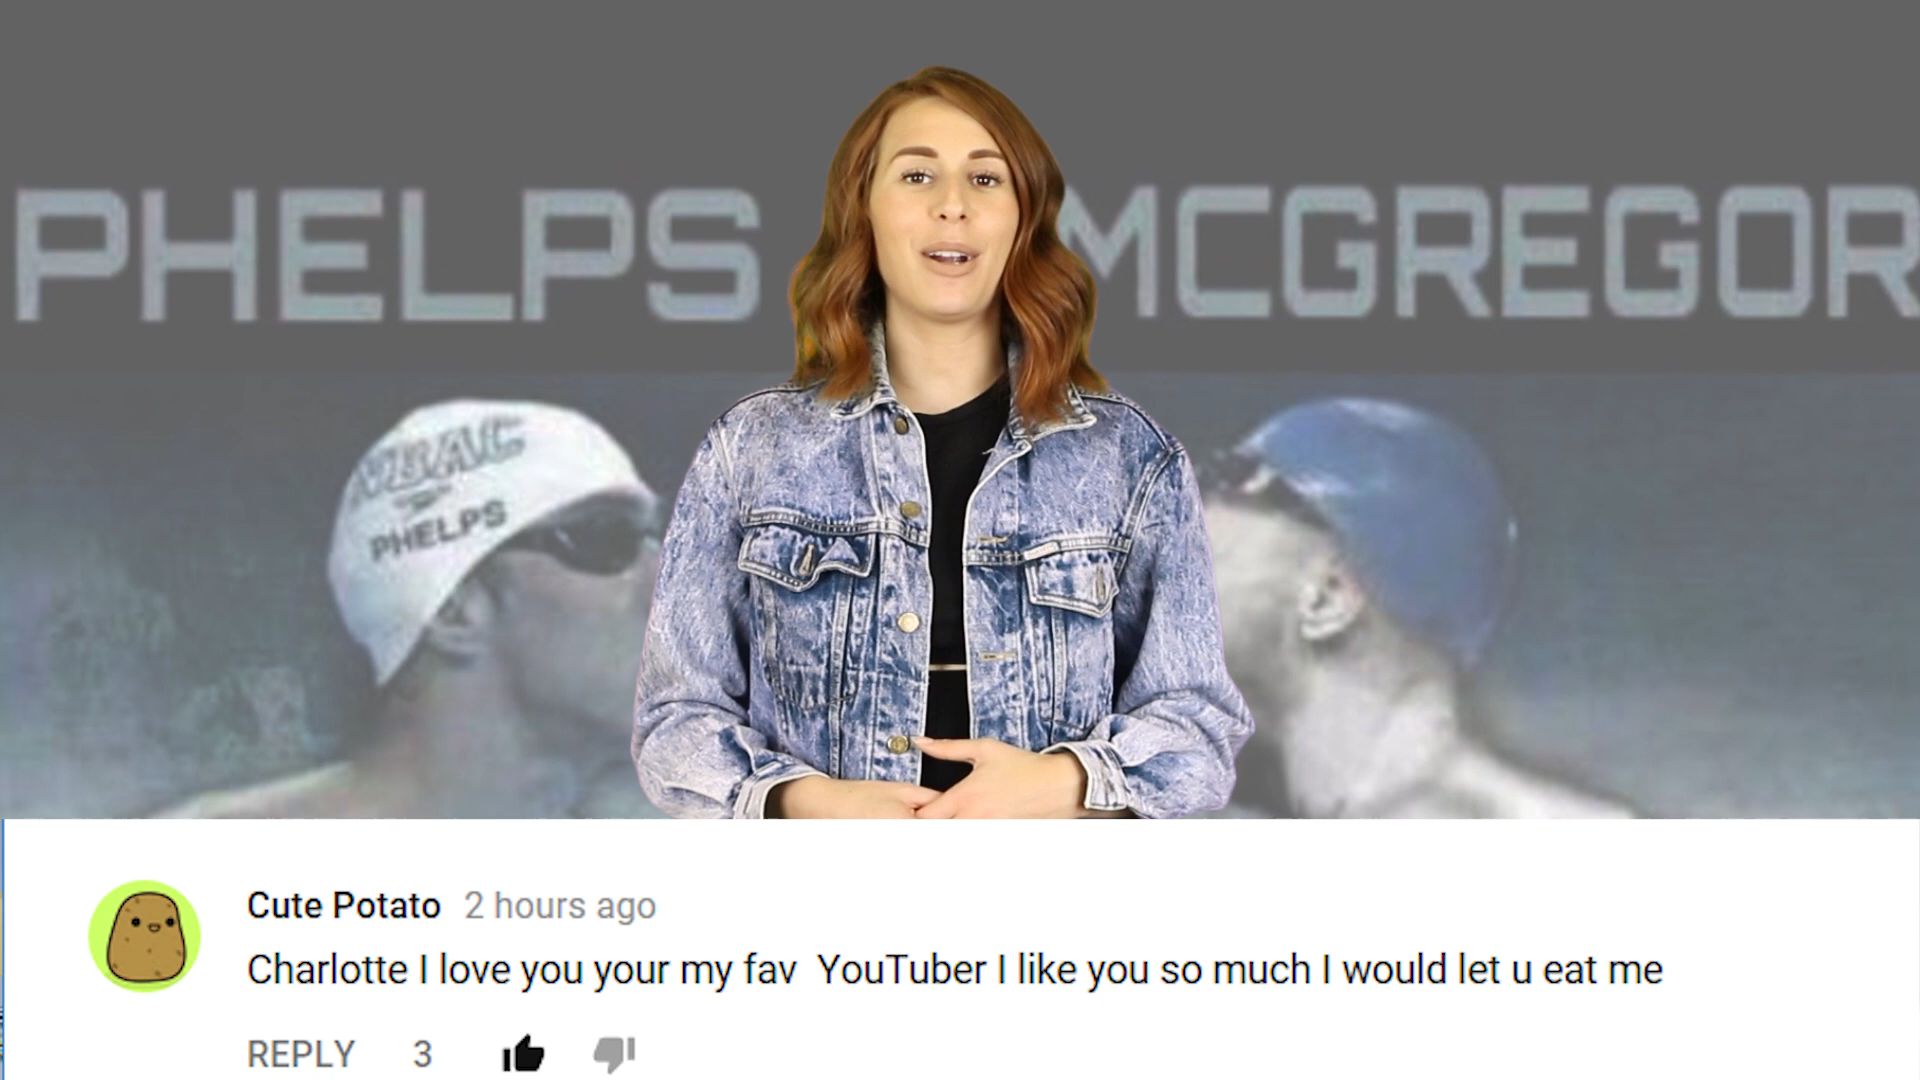 PHELPS MCGREGOR
NBAC
PHELPS
Cute Potato 2 hours ago
Charlotte I love you your my fav  YouTuber I like you so much I would let u eat me
REPLY 3